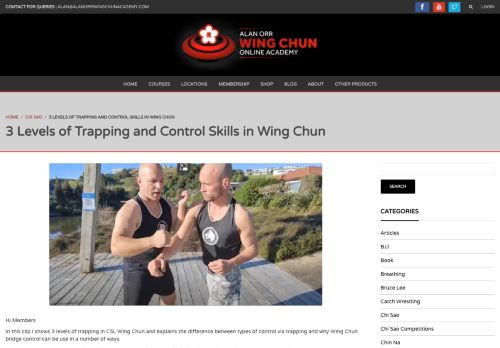 CONTACT FOR QUERIES : ALAN@ALANORRWINGCHUNACADEMY.COM
LOGIN
ALAN ORR
WING CHUN
ONLINE ACADEMY
HOME COURSES LOCATIONS MEMBERSHIP SHOP BLOG ABOUT OTHER PRODUCTS
HOME / CHI SAO / 3 LEVELS OF TRAPPING AND CONTROL SKILLS IN WING CHUN
3 Levels of Trapping and Control Skills in Wing Chun
SEARCH
CATEGORIES
Articles
BJJ
Book
Breathing
Bruce Lee
Catch Wrestling
Chi Sao
Chi Sao Competitions
Chin Na
Hi Members
In this clip I shows 3 levels of trapping in CSL Wing Chun and explains the difference between types of control via trapping and why Wing Chun
bridge control can be use in a number of ways.